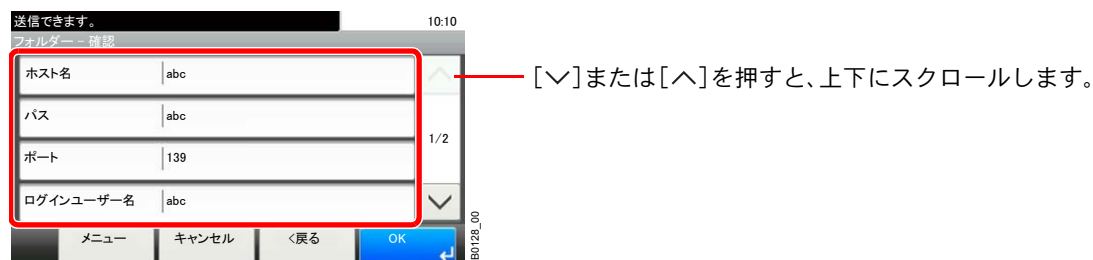 送信できます。 10:10
フォルダー - 確認
ホスト名 abc
パス abc
1/2
ポート 139
ログインユーザー名 abc
メニュー キャンセル <戻る OK
B0128_00
[∨]または[∧]を押すと、上下にスクロールします。